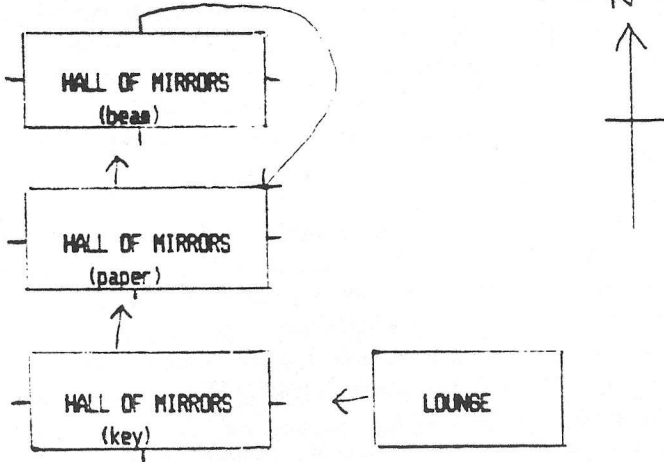 N
HALL OF MIRRORS
(beam)
HALL OF MIRRORS
(paper)
HALL OF MIRRORS
(key)
LOUNGE